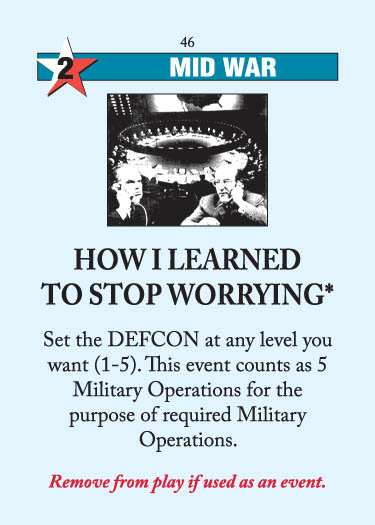 46
2 MID WAR
HOW I LEARNED
TO STOP WORRYING*
Set the DEFCON at any level you
want (1-5). This event counts as 5
Military Operations for the
purpose of required Military
Operations.
Remove from play if used as an event.